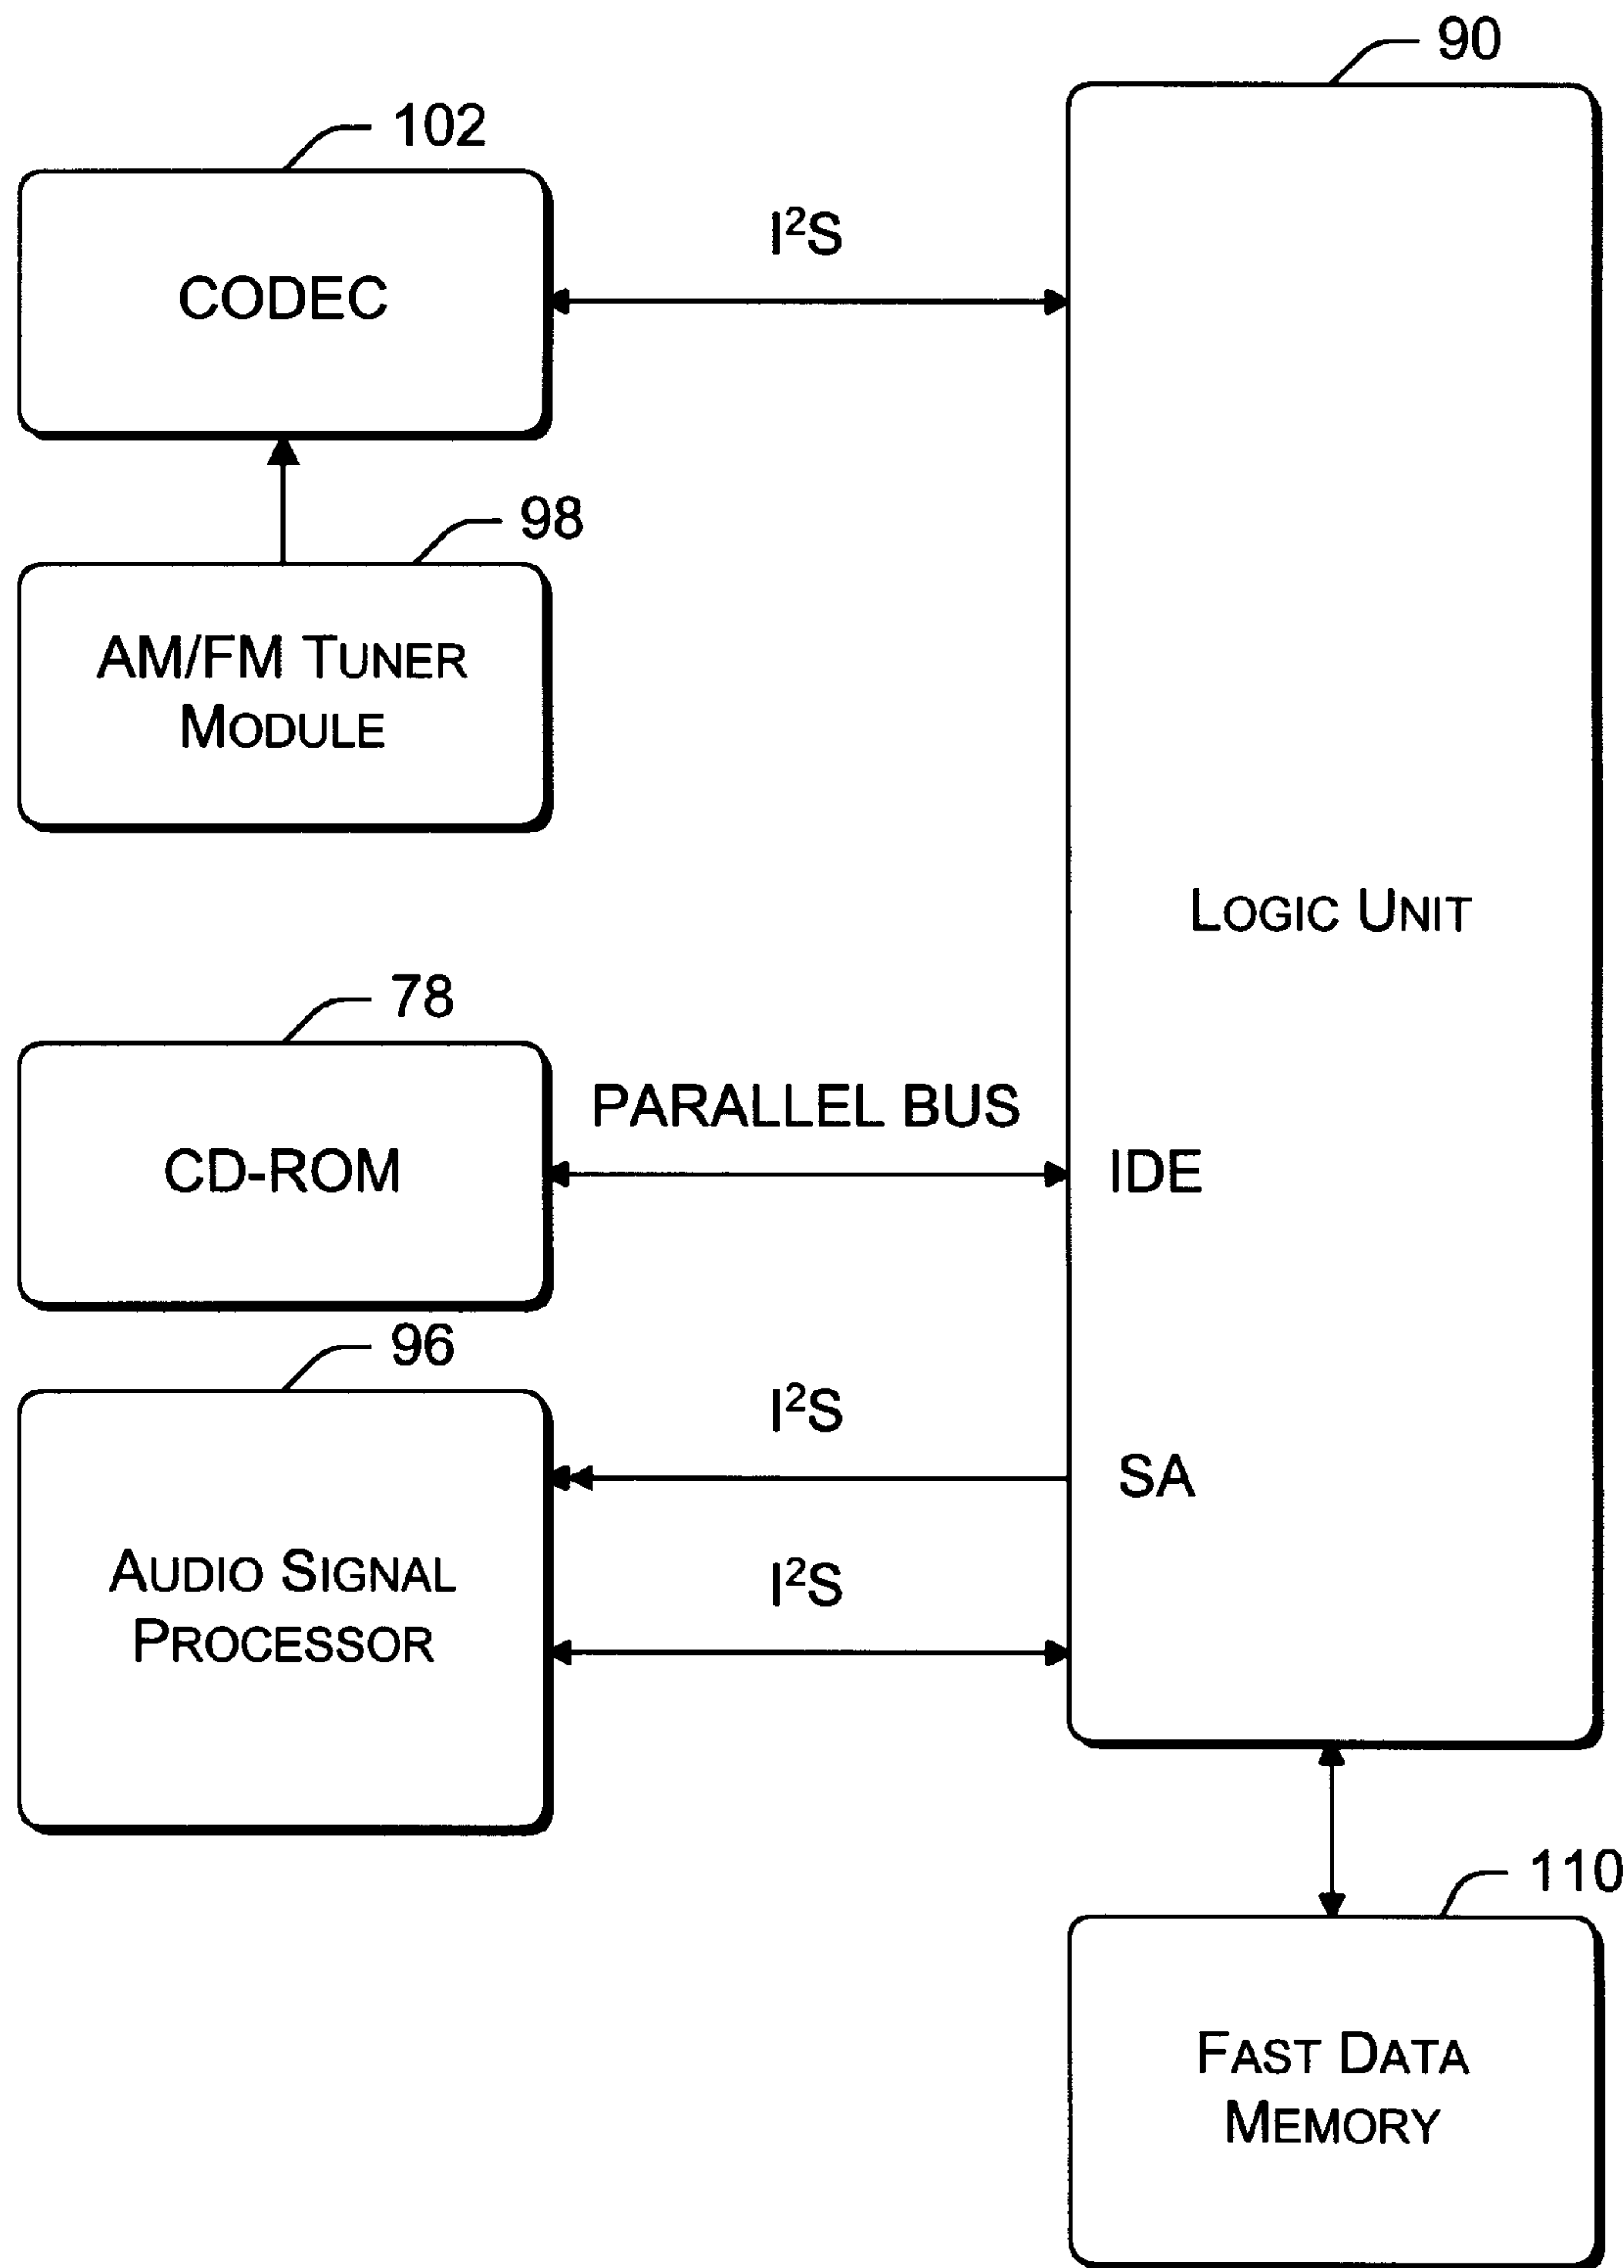 90
102
CODEC
I²S
98
AM/FM TUNER
MODULE
LOGIC UNIT
78
CD-ROM
PARALLEL BUS
IDE
96
AUDIO SIGNAL
PROCESSOR
I²S
SA
I²S
110
FAST DATA
MEMORY